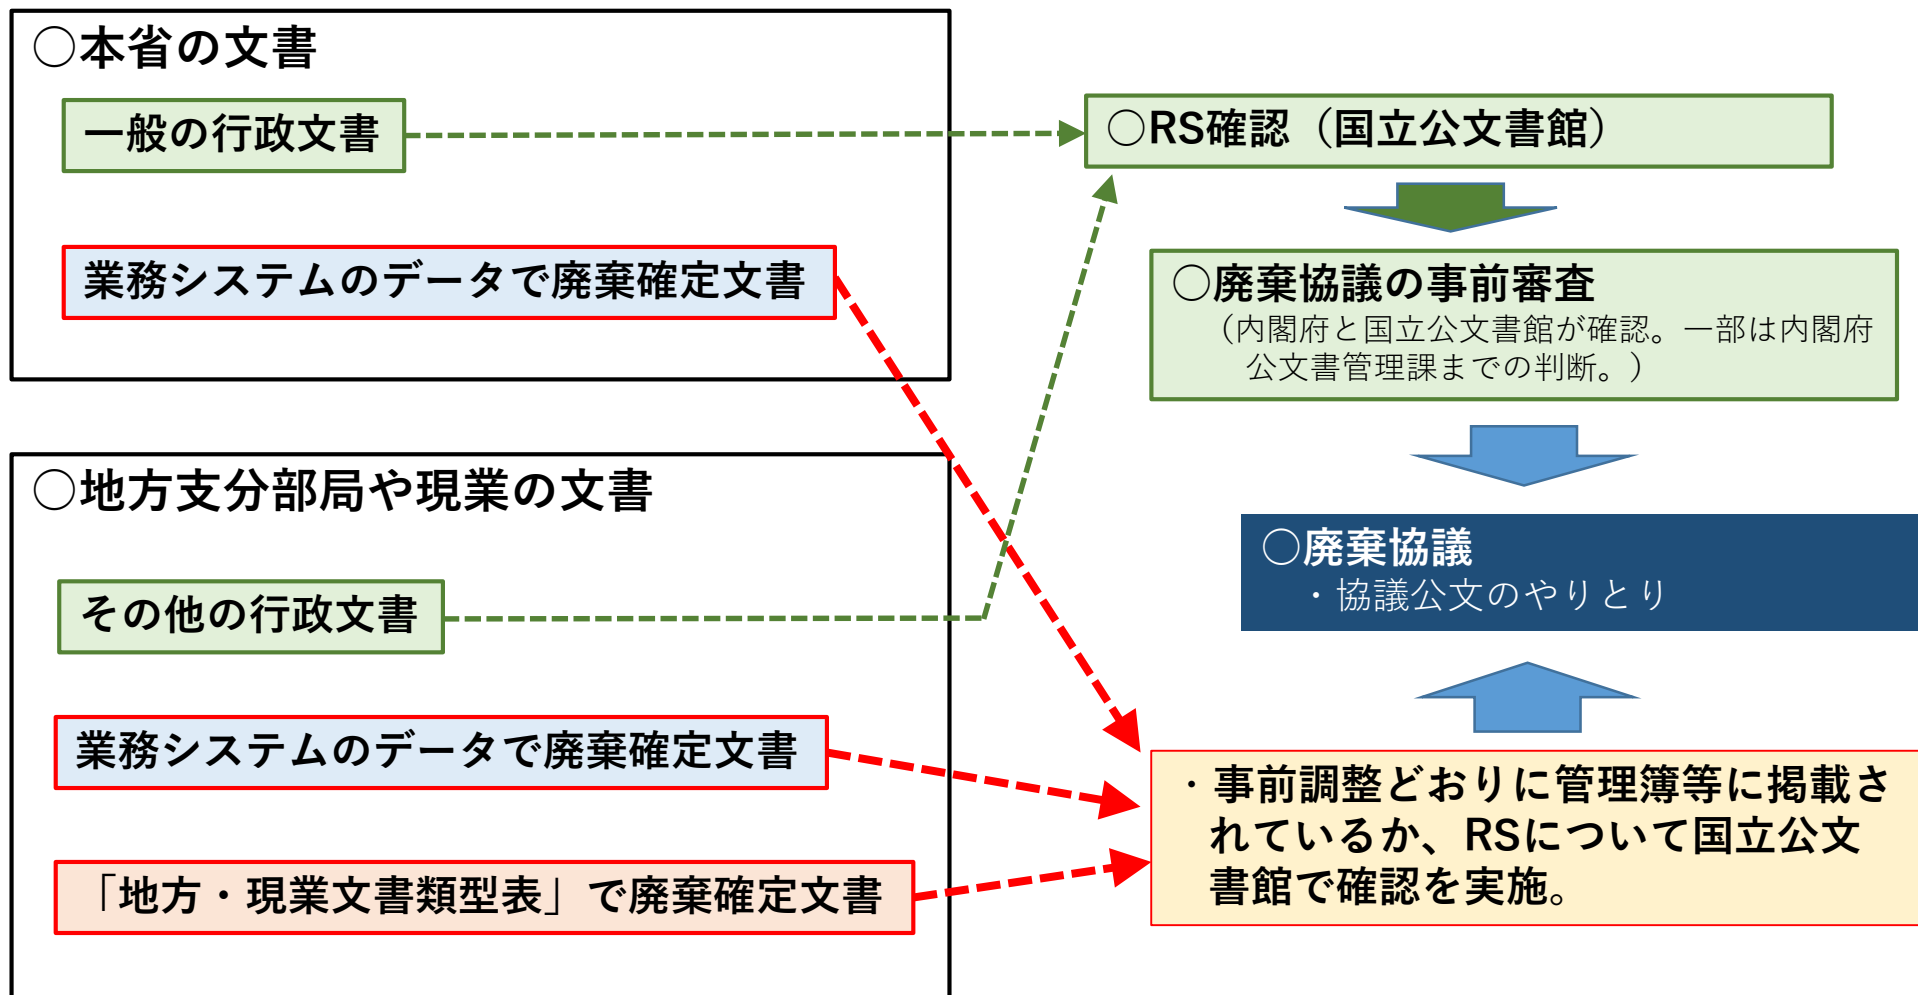 ○本省の文書
一般の行政文書
業務システムのデータで廃棄確定文書
○地方支分部局や現業の文書
その他の行政文書
業務システムのデータで廃棄確定文書
「地方・現業文書類型表」で廃棄確定文書
○RS確認（国立公文書館）
○廃棄協議の事前審査
（内閣府と国立公文書館が確認。一部は内閣府
公文書管理課までの判断。）
○廃棄協議
・協議公文のやりとり
・事前調整どおりに管理簿等に掲載さ
れているか、RSについて国立公文
書館で確認を実施。